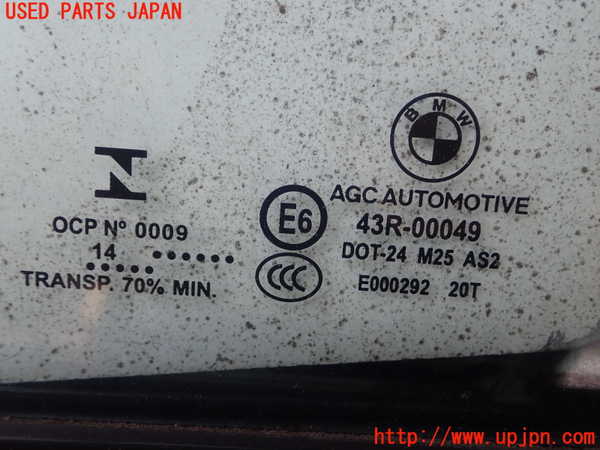 USED PARTS JAPAN
BMW
AGC AUTOMOTIVE
E6
43R-00049
OCP Nº 0009
DOT-24 M25 AS2
14
CCC
TRANSP. 70% MIN.
E000292 20T
http://www.upjpn.com/